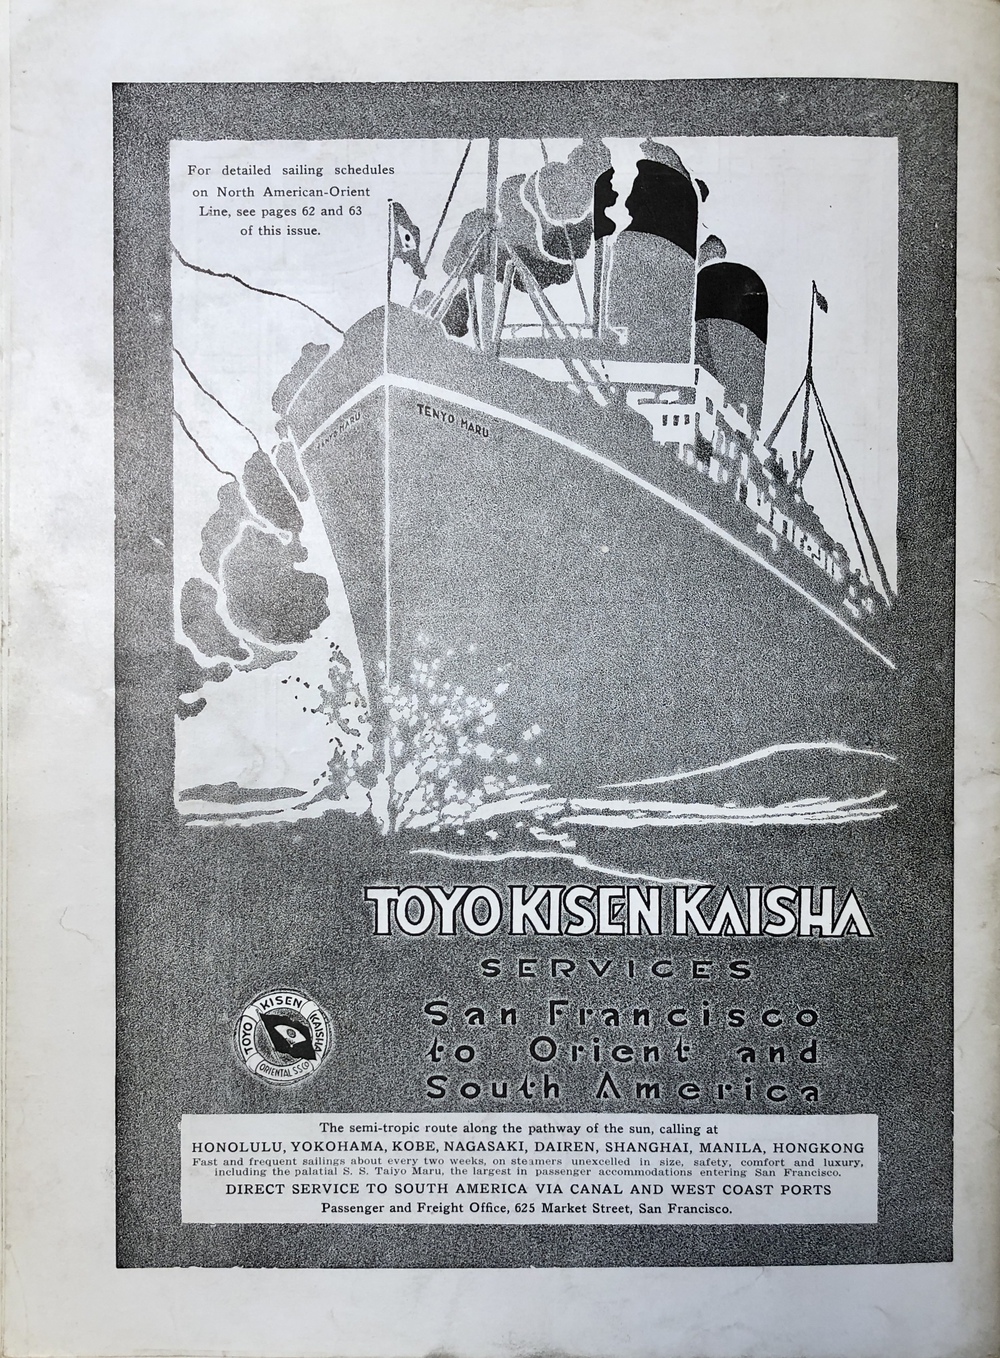 For detailed sailing schedules
on North American-Orient
Line, see pages 62 and 63
of this issue.
TENYO MARU
TENYO MARU
TOYO KISEN KAISHA
SERVICES
San Francisco
to Orient and
South America
TOYO KISEN KAISHA
ORIENTAL S.S. Co
The semi-tropic route along the pathway of the sun, calling at
HONOLULU, YOKOHAMA, KOBE, NAGASAKI, DAIREN, SHANGHAI, MANILA, HONGKONG
Fast and frequent sailings about every two weeks, on steamers unexcelled in size, safety, comfort and luxury,
including the palatial S. S. Taiyo Maru, the largest in passenger accommodations entering San Francisco.
DIRECT SERVICE TO SOUTH AMERICA VIA CANAL AND WEST COAST PORTS
Passenger and Freight Office, 625 Market Street, San Francisco.